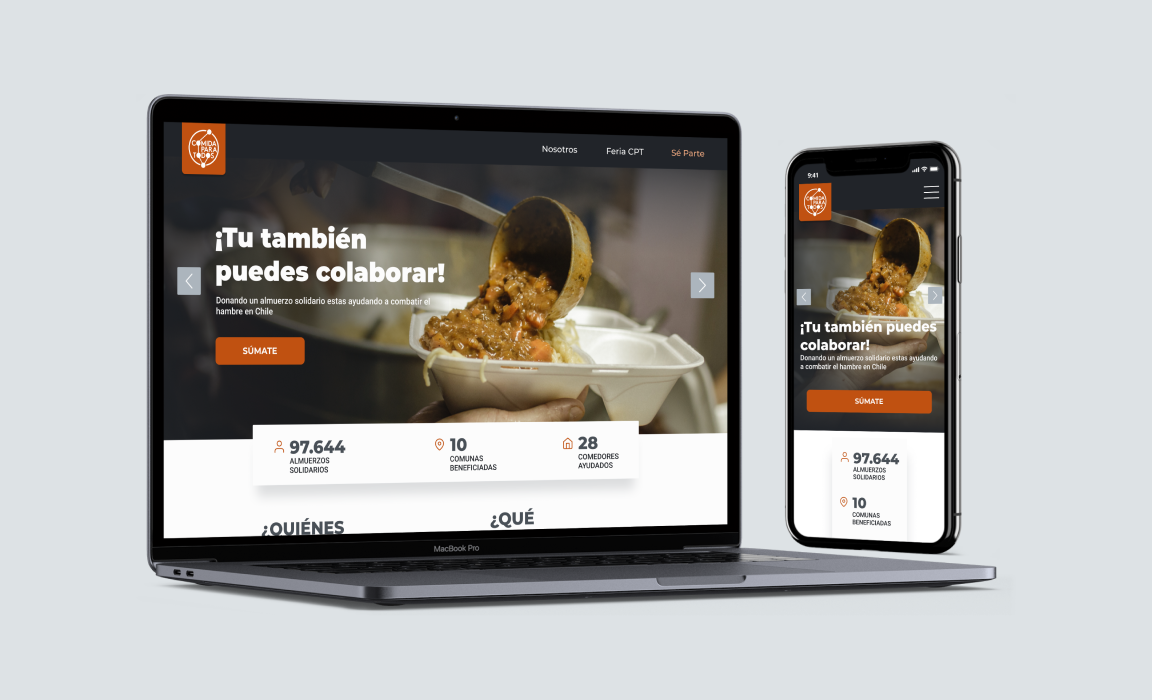 COMIDA
PARA
TODOS
Nosotros
Feria CPT
Sé Parte
¡Tu también
puedes colaborar!
Donando un almuerzo solidario estas ayudando a combatir el
hambre en Chile
SÚMATE
97.644
ALMUERZOS
SOLIDARIOS
10
COMUNAS
BENEFICIADAS
28
COMEDORES
AYUDADOS
¿QUIÉNES
¿QUÉ
MacBook Pro
9:41
COMIDA
PARA
TODOS
¡Tu también puedes
colaborar!
Donando un almuerzo solidario estas ayudando
a combatir el hambre en Chile
SÚMATE
97.644
ALMUERZOS
SOLIDARIOS
10
COMUNAS
BENEFICIADAS